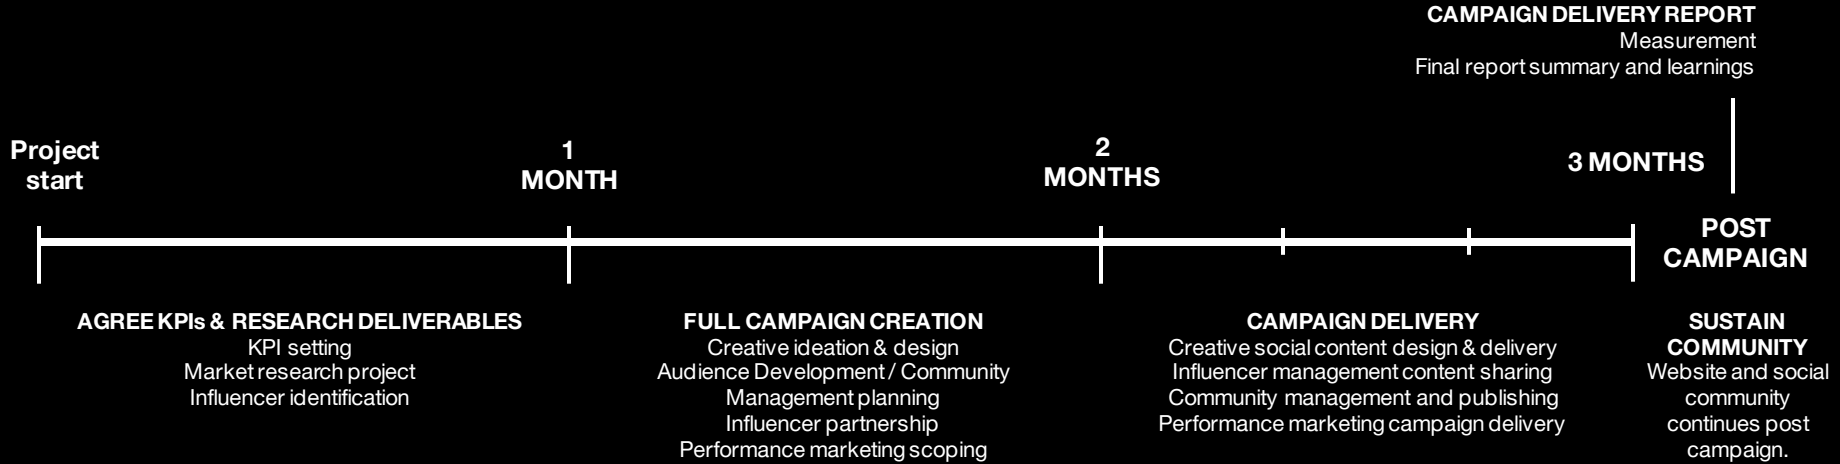 CAMPAIGN DELIVERY REPORT
Measurement
Final report summary and learnings
Project
start
1
MONTH
2
MONTHS
3 MONTHS
POST
CAMPAIGN
AGREE KPIs & RESEARCH DELIVERABLES
KPI setting
Market research project
Influencer identification
FULL CAMPAIGN CREATION
Creative ideation & design
Audience Development / Community
Management planning
Influencer partnership
Performance marketing scoping
CAMPAIGN DELIVERY
Creative social content design & delivery
Influencer management content sharing
Community management and publishing
Performance marketing campaign delivery
SUSTAIN
COMMUNITY
Website and social
community
continues post
campaign.